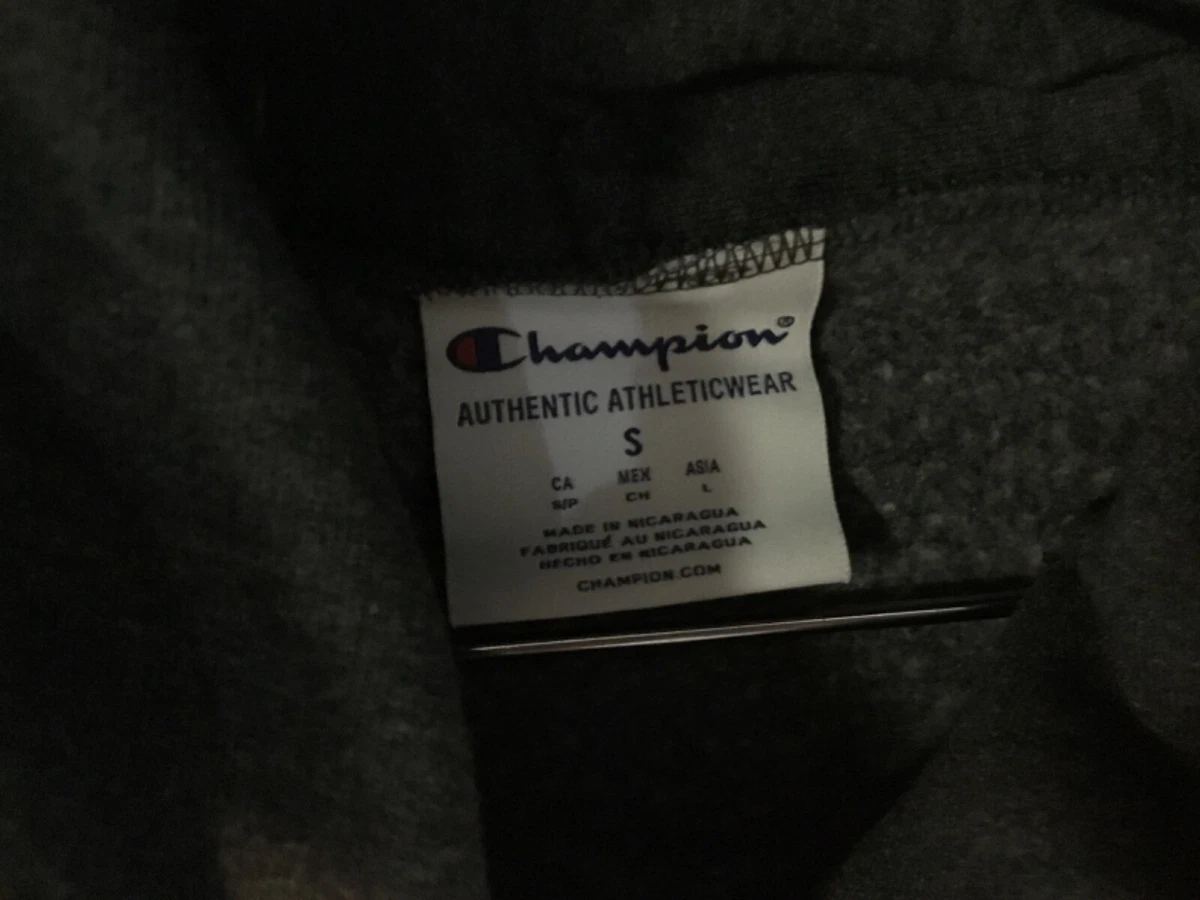 Champion®
AUTHENTIC ATHLETICWEAR
S
CA MEX ASIA
S/P CH L
MADE IN NICARAGUA
FABRIQUÉ AU NICARAGUA
HECHO EN NICARAGUA
CHAMPION.COM